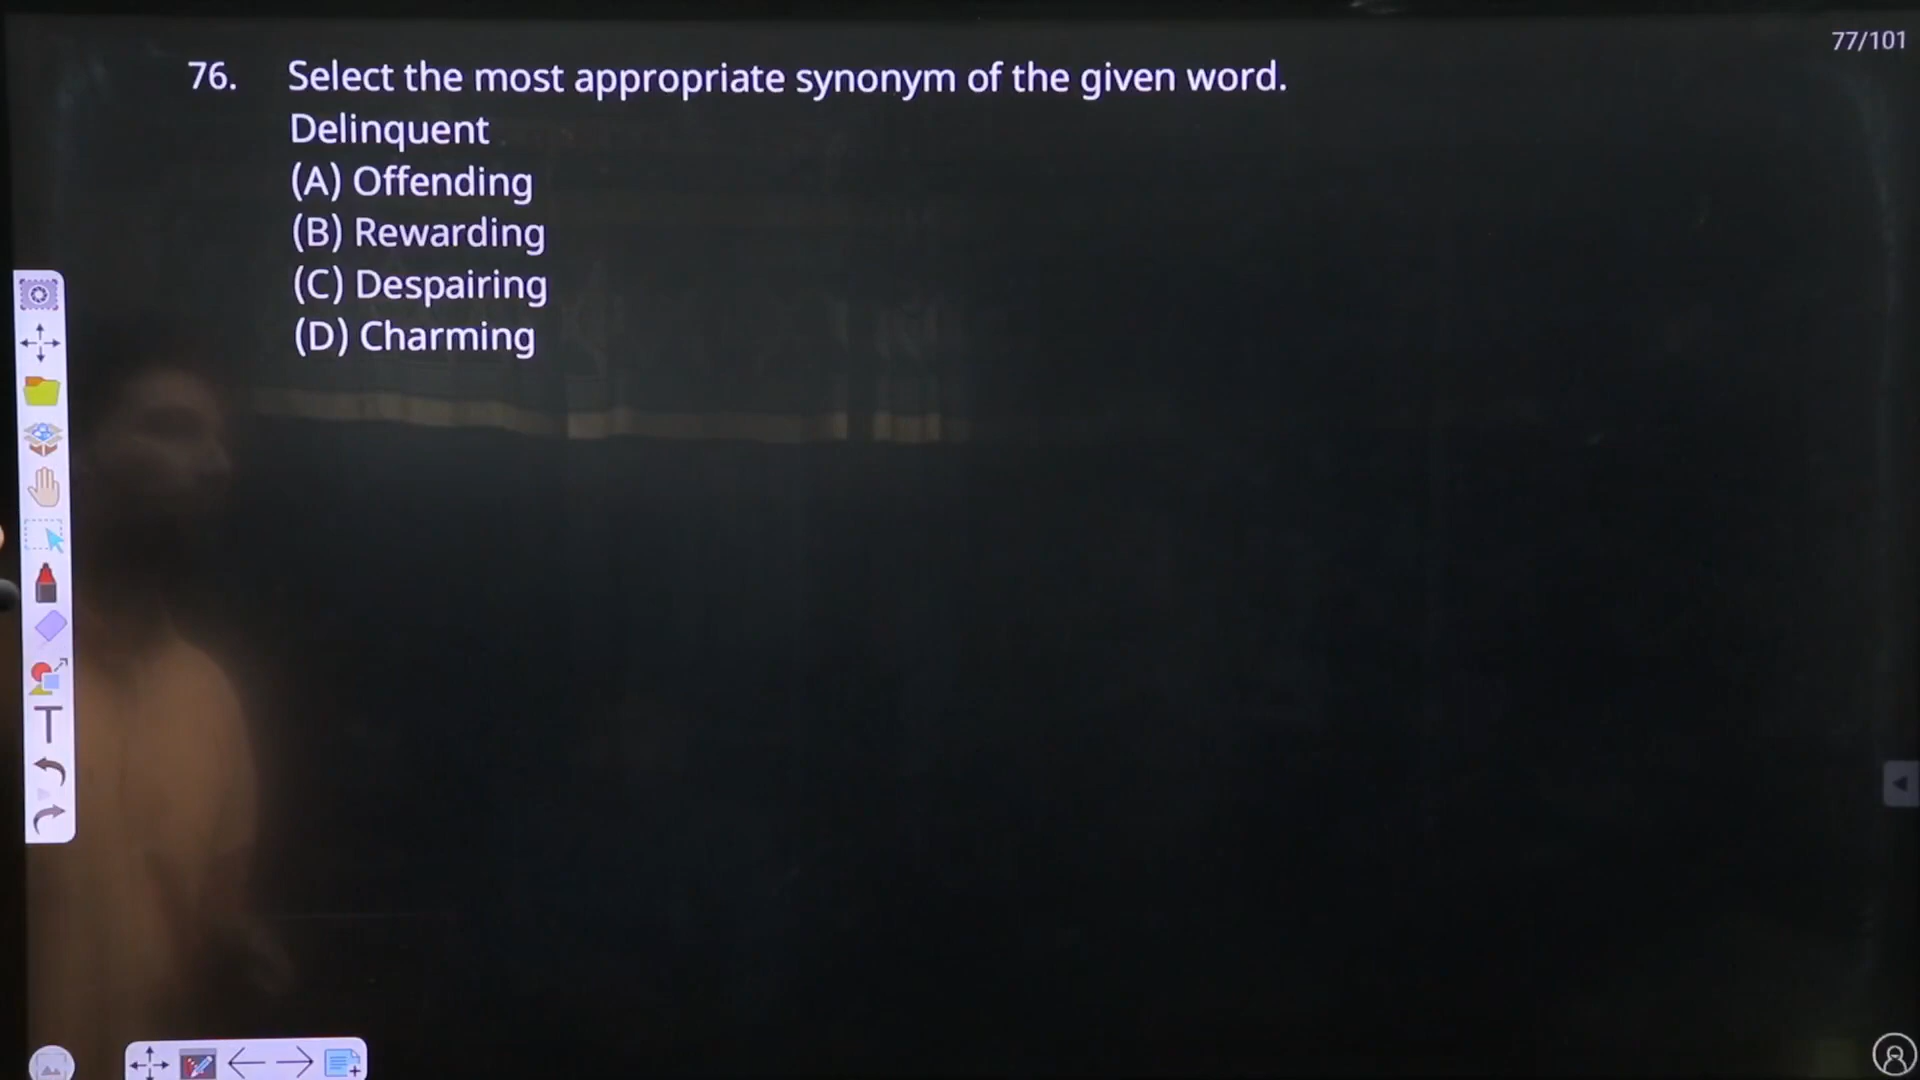 77/101
76. Select the most appropriate synonym of the given word.
Delinquent
(A) Offending
(B) Rewarding
(C) Despairing
(D) Charming
T